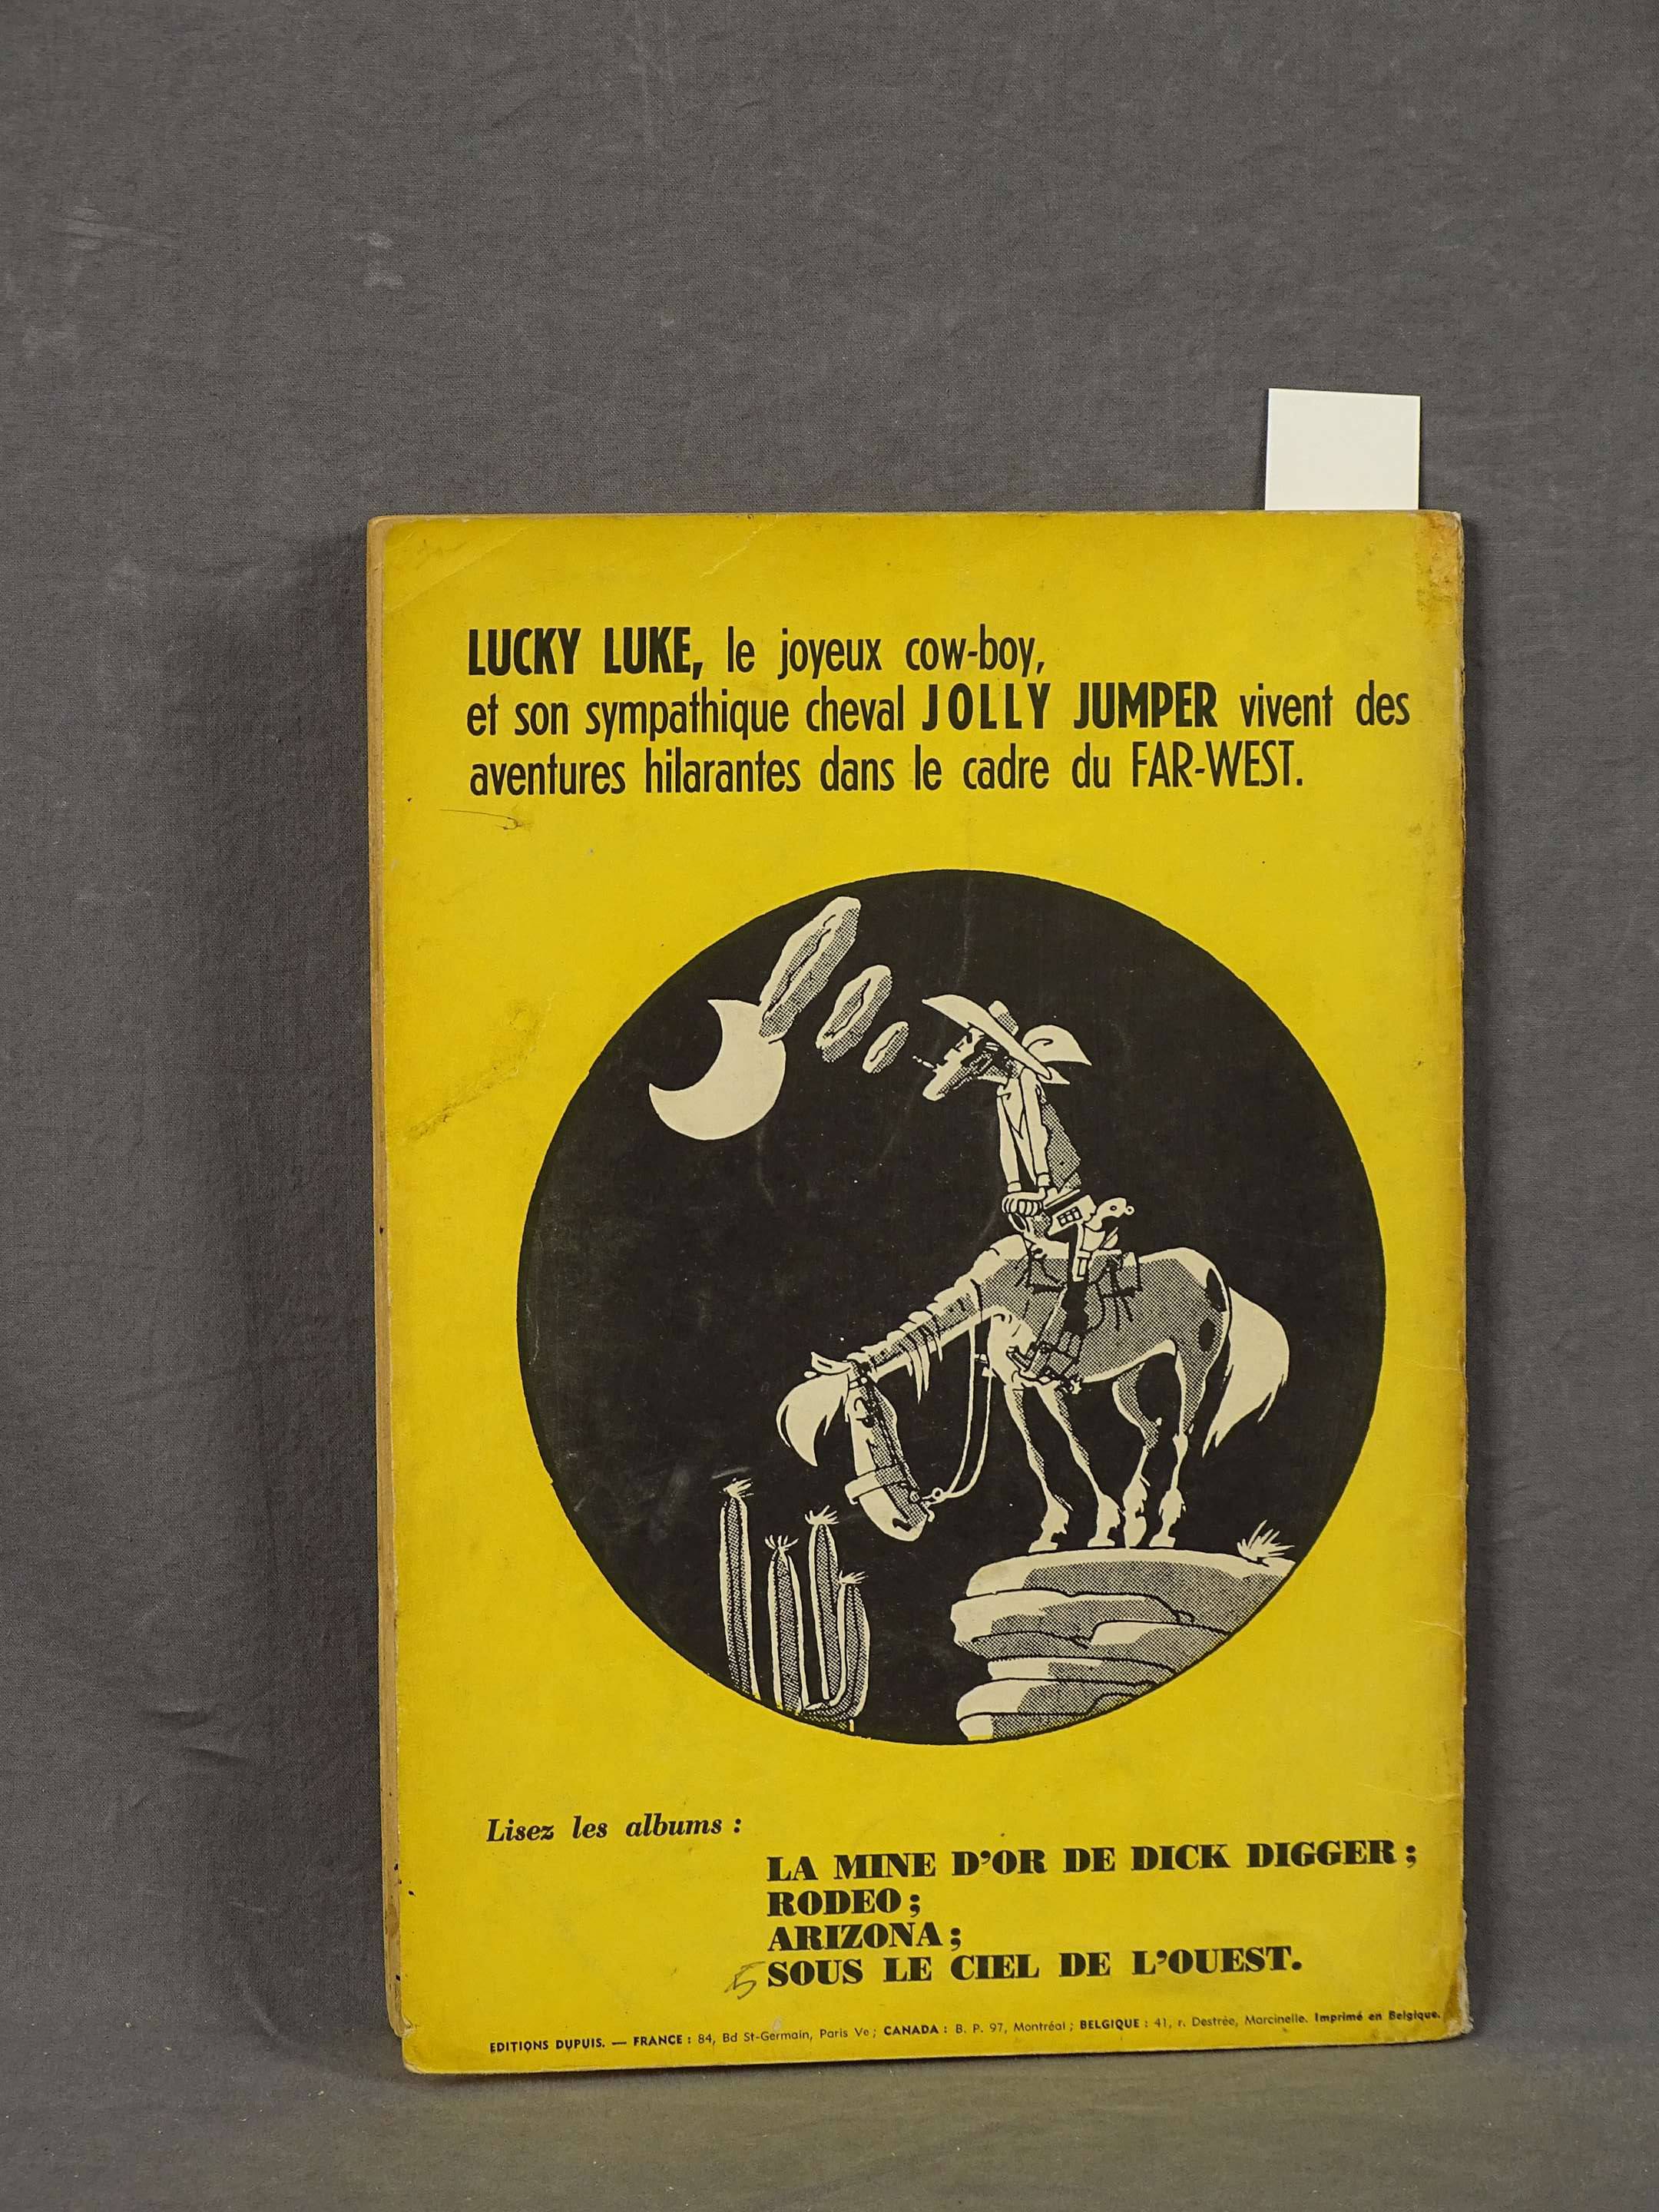 LUCKY LUKE, le joyeux cow-boy,
et son sympathique cheval JOLLY JUMPER vivent des
aventures hilarantes dans le cadre du FAR-WEST.
Lisez les albums :
LA MINE D'OR DE DICK DIGGER ;
RODEO ;
ARIZONA ;
5 SOUS LE CIEL DE L'OUEST.
EDITIONS DUPUIS. — FRANCE : 84, Bd St-Germain, Paris Ve ; CANADA : B. P. 97, Montréal ; BELGIQUE : 41, r. Destrée, Marcinelle. Imprimé en Belgique.